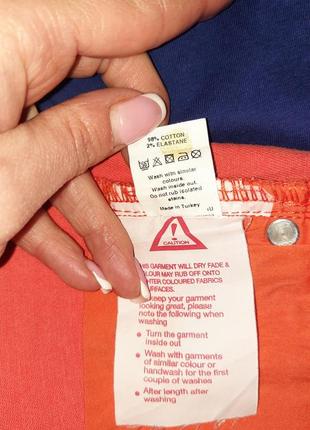 98% COTTON
2% ELASTANE
Wash with similar
colours.
Wash inside out.
Do not rub isolated
stains.
Made in Turkey
CAUTION
THIS GARMENT WILL DRY FADE &
COLOUR MAY RUB OFF ONTO
LIGHTER COLOURED FABRICS
SURFACES.
keep your garment
looking great, please
note the following when
washing
• Turn the garment
inside out
• Wash with garments
of similar colour or
handwash for the first
couple of washes
• After length after
washing